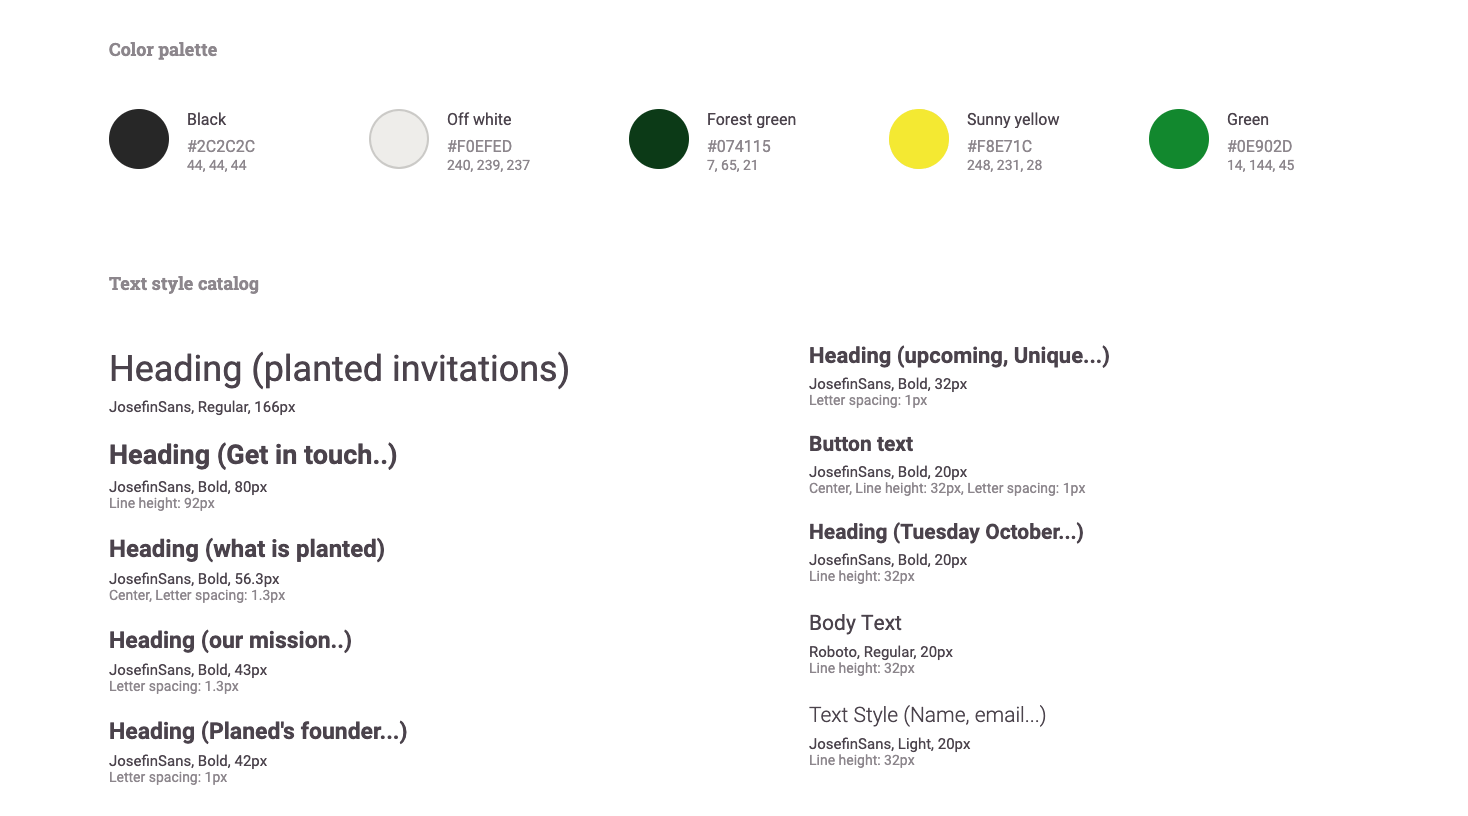 Color palette
Black
#2C2C2C
44, 44, 44
Off white
#F0EFED
240, 239, 237
Forest green
#074115
7, 65, 21
Sunny yellow
#F8E71C
248, 231, 28
Green
#0E902D
14, 144, 45
Text style catalog
Heading (planted invitations)
JosefinSans, Regular, 166px
Heading (Get in touch..)
JosefinSans, Bold, 80px
Line height: 92px
Heading (what is planted)
JosefinSans, Bold, 56.3px
Center, Letter spacing: 1.3px
Heading (our mission..)
JosefinSans, Bold, 43px
Letter spacing: 1.3px
Heading (Planed's founder...)
JosefinSans, Bold, 42px
Letter spacing: 1px
Heading (upcoming, Unique...)
JosefinSans, Bold, 32px
Letter spacing: 1px
Button text
JosefinSans, Bold, 20px
Center, Line height: 32px, Letter spacing: 1px
Heading (Tuesday October...)
JosefinSans, Bold, 20px
Line height: 32px
Body Text
Roboto, Regular, 20px
Line height: 32px
Text Style (Name, email...)
JosefinSans, Light, 20px
Line height: 32px